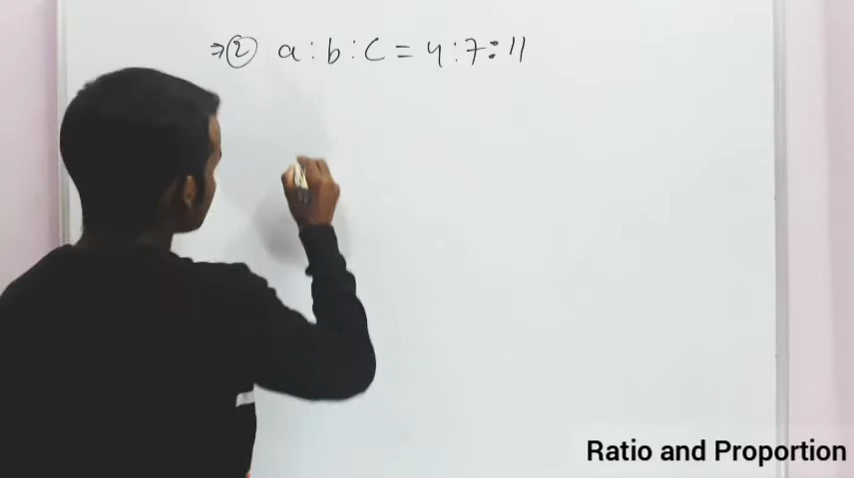 ⇒② a : b : c = 4 : 7 : 11
Ratio and Proportion